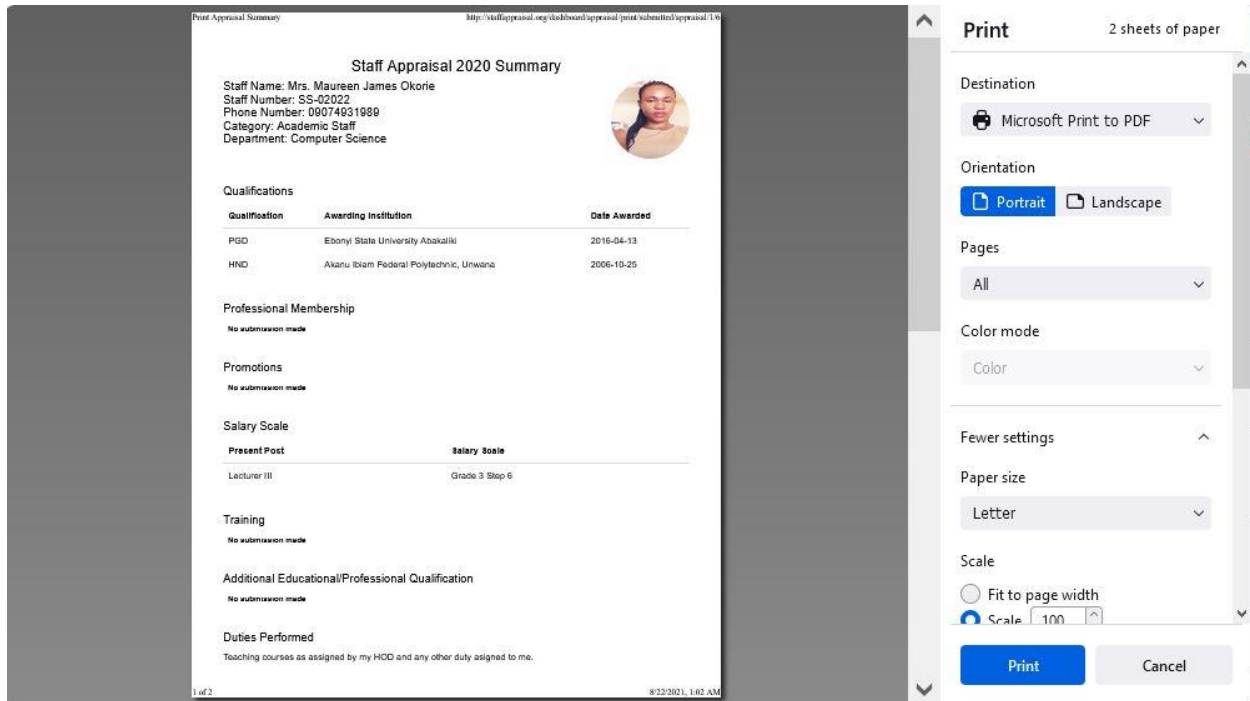 Print Appraisal Summary http://staffappraisal.org/dashboard/appraisal/print/submitted/appraisal/1/6
Staff Appraisal 2020 Summary
Staff Name: Mrs. Maureen James Okorie
Staff Number: SS-02022
Phone Number: 09074931989
Category: Academic Staff
Department: Computer Science
Qualifications
Qualification Awarding Institution Date Awarded
PGD Ebonyi State University Abakaliki 2016-04-13
HND Akanu Ibiam Federal Polytechnic, Unwana 2006-10-25
Professional Membership
No submission made
Promotions
No submission made
Salary Scale
Present Post Salary Scale
Lecturer III Grade 3 Step 6
Training
No submission made
Additional Educational/Professional Qualification
No submission made
Duties Performed
Teaching courses as assigned by my HOD and any other duty asigned to me.
1 of 2 8/22/2021, 1:02 AM
Print 2 sheets of paper
Destination
Microsoft Print to PDF
Orientation
Portrait Landscape
Pages
All
Color mode
Color
Fewer settings
Paper size
Letter
Scale
Fit to page width
Scale 100
Print Cancel